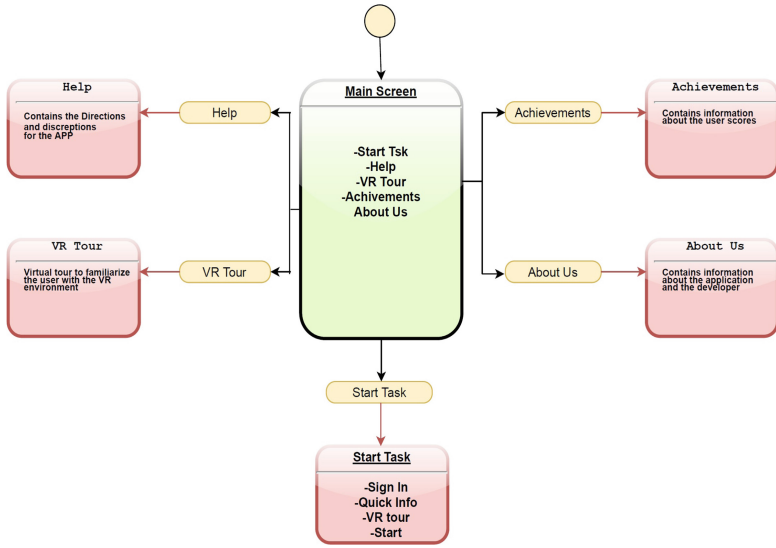 Main Screen
-Start Tsk
-Help
-VR Tour
-Achivements
About Us
Help
Contains the Directions
and discreptions
for the APP
Help
VR Tour
Virtual tour to familiarize
the user with the VR
environment
VR Tour
Achievements
Achievements
Contains information
about the user scores
About Us
About Us
Contains information
about the application
and the developer
Start Task
Start Task
-Sign In
-Quick Info
-VR tour
-Start